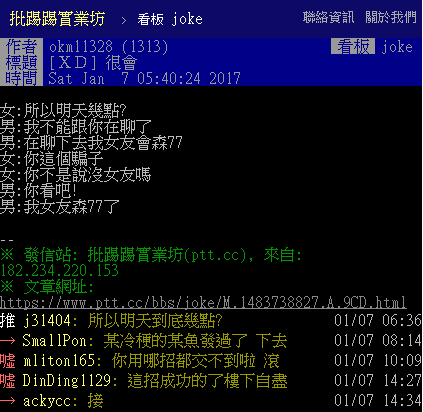 批踢踢實業坊 › 看板 joke 聯絡資訊 關於我們
作者 okm11328 (1313) 看板 joke
標題 [XD] 很會
時間 Sat Jan 7 05:40:24 2017
女:所以明天幾點?
男:我不能跟你在聊了
男:在聊下去我女友會森77
女:你這個騙子
女:你不是說沒女友嗎
男:你看吧!
男:我女友森77了
--
※ 發信站: 批踢踢實業坊(ptt.cc), 來自:
182.234.220.153
※ 文章網址:
https://www.ptt.cc/bbs/joke/M.1483738827.A.9CD.html
推 j31404: 所以明天到底幾點? 01/07 06:36
→ SmallPon: 某冷梗的某魚發過了 下去 01/07 08:14
噓 mliton165: 你用哪招都交不到啦 滾 01/07 10:09
噓 DinDing1129: 這招成功的了樓下自盡 01/07 14:27
→ ackycc: 接 01/07 14:34